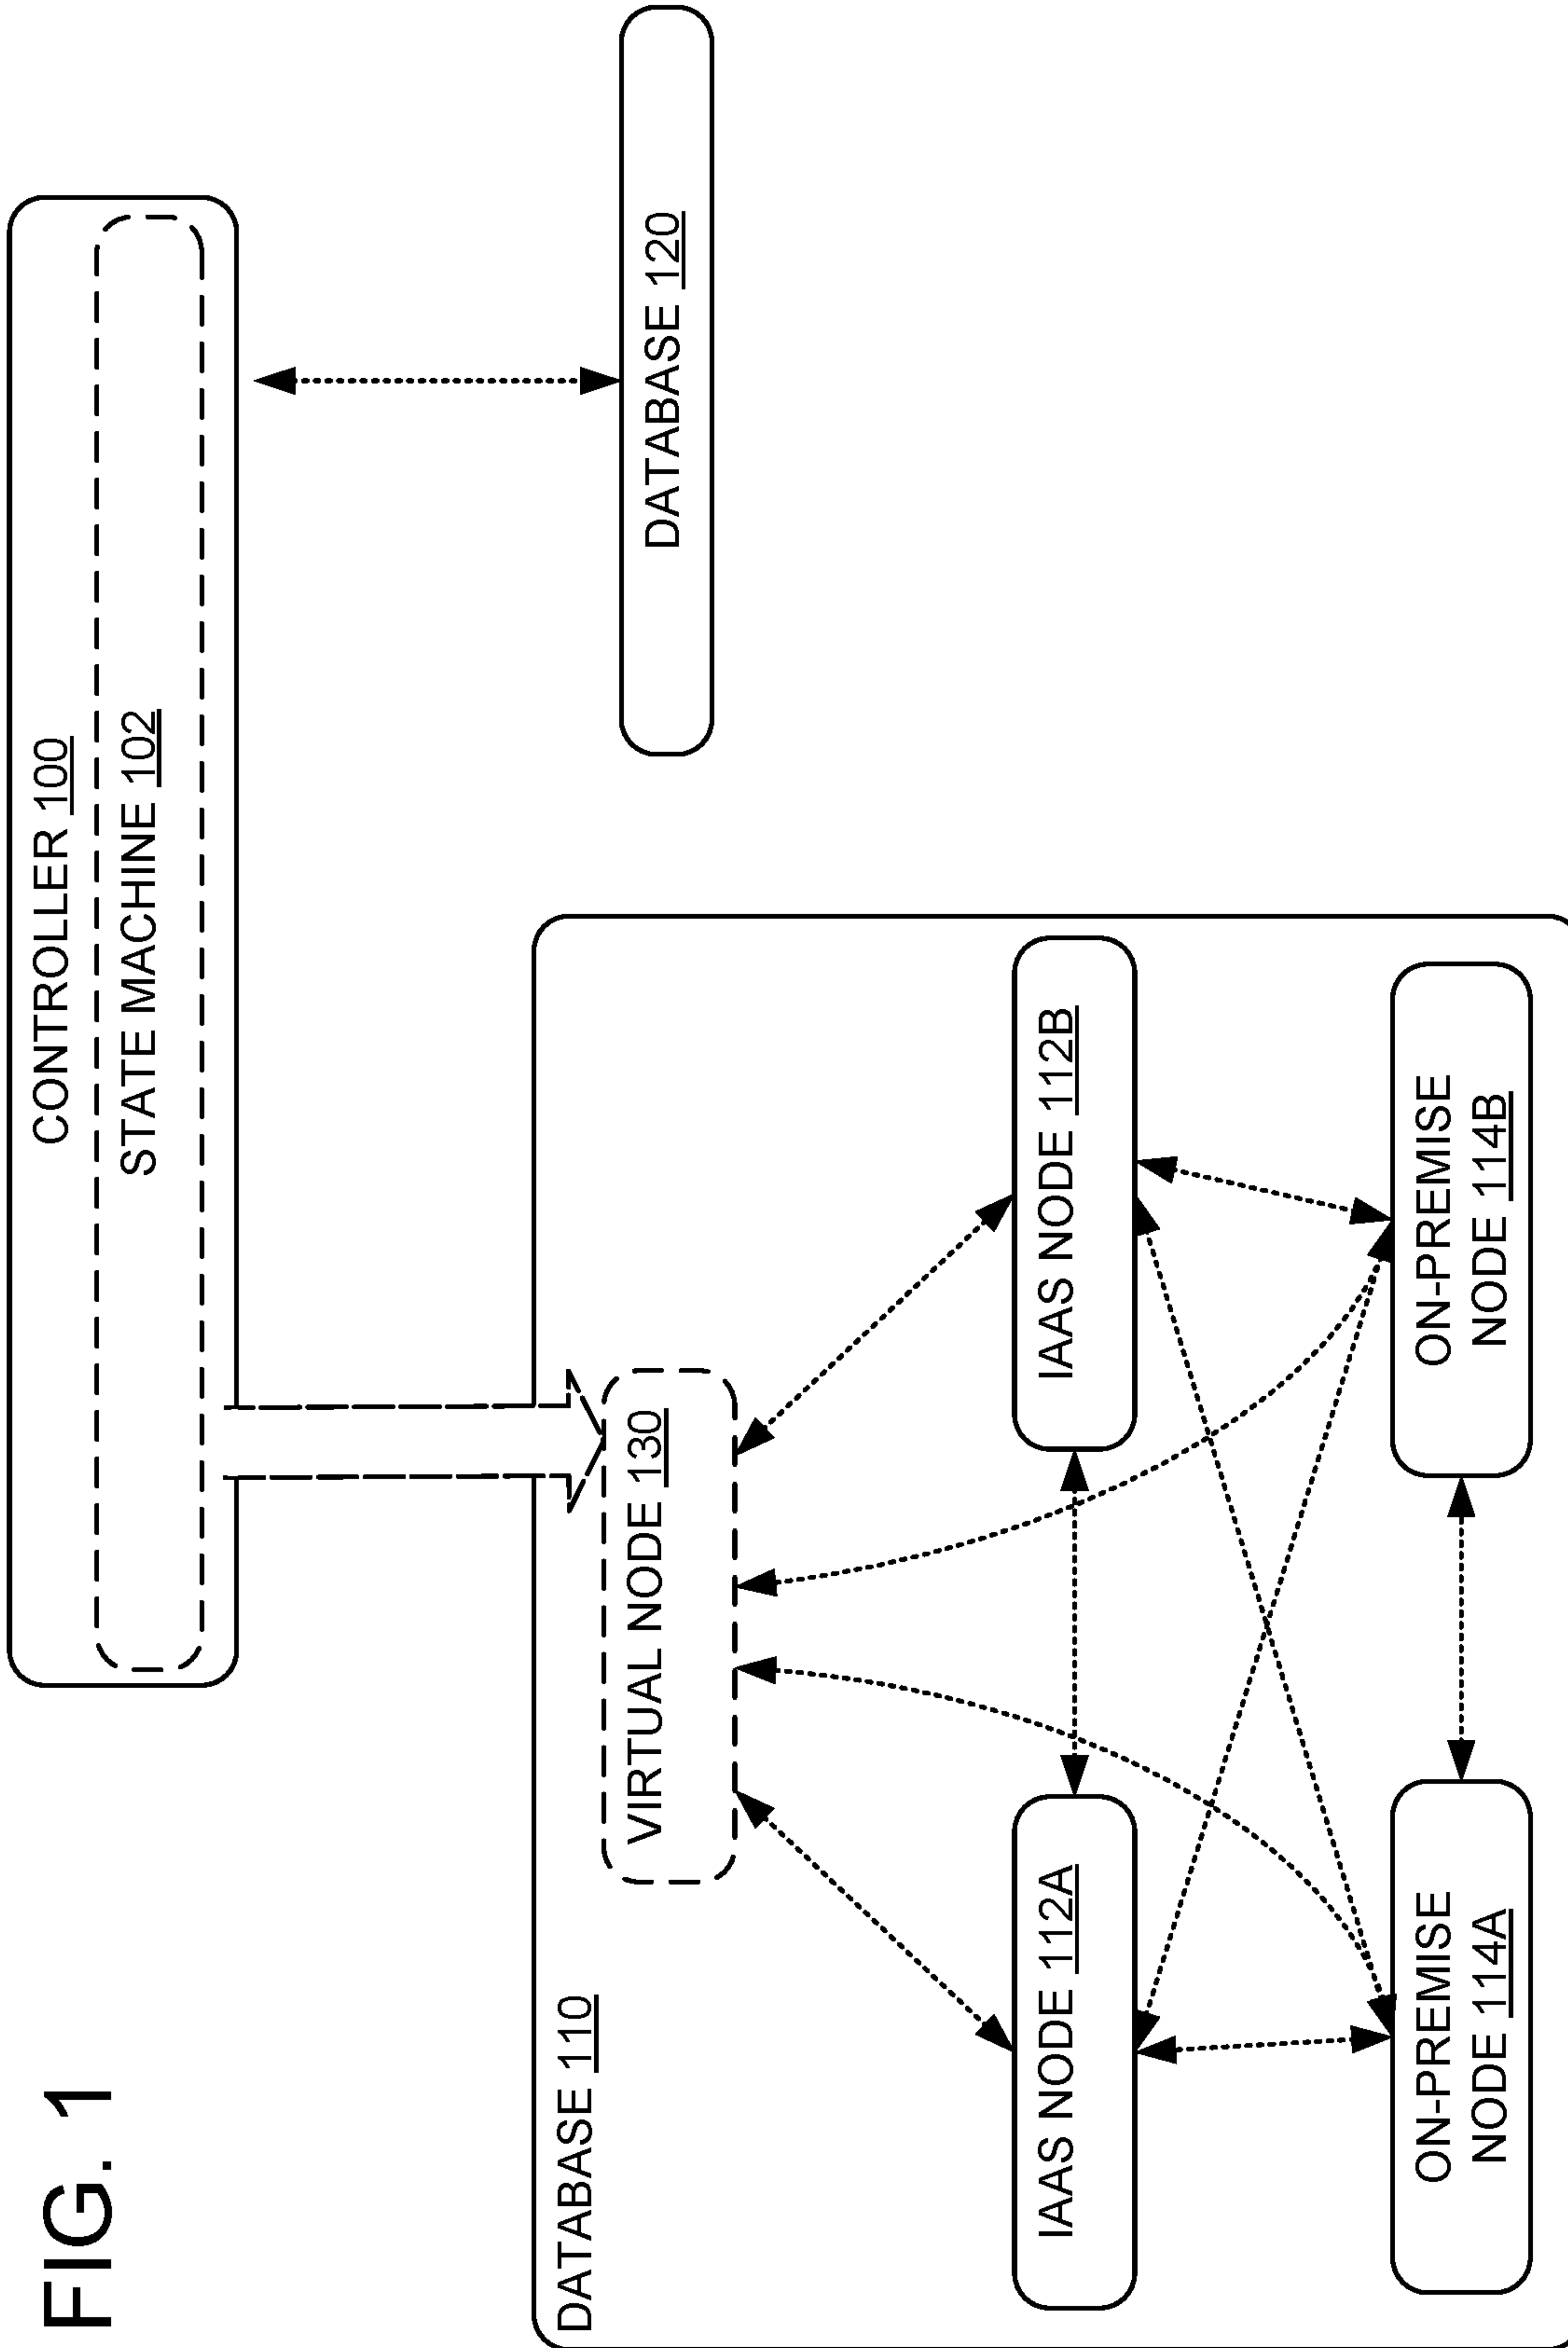 FIG. 1
CONTROLLER 100
STATE MACHINE 102
DATABASE 110
VIRTUAL NODE 130
DATABASE 120
IAAS NODE 112A
IAAS NODE 112B
ON-PREMISE
NODE 114A
ON-PREMISE
NODE 114B